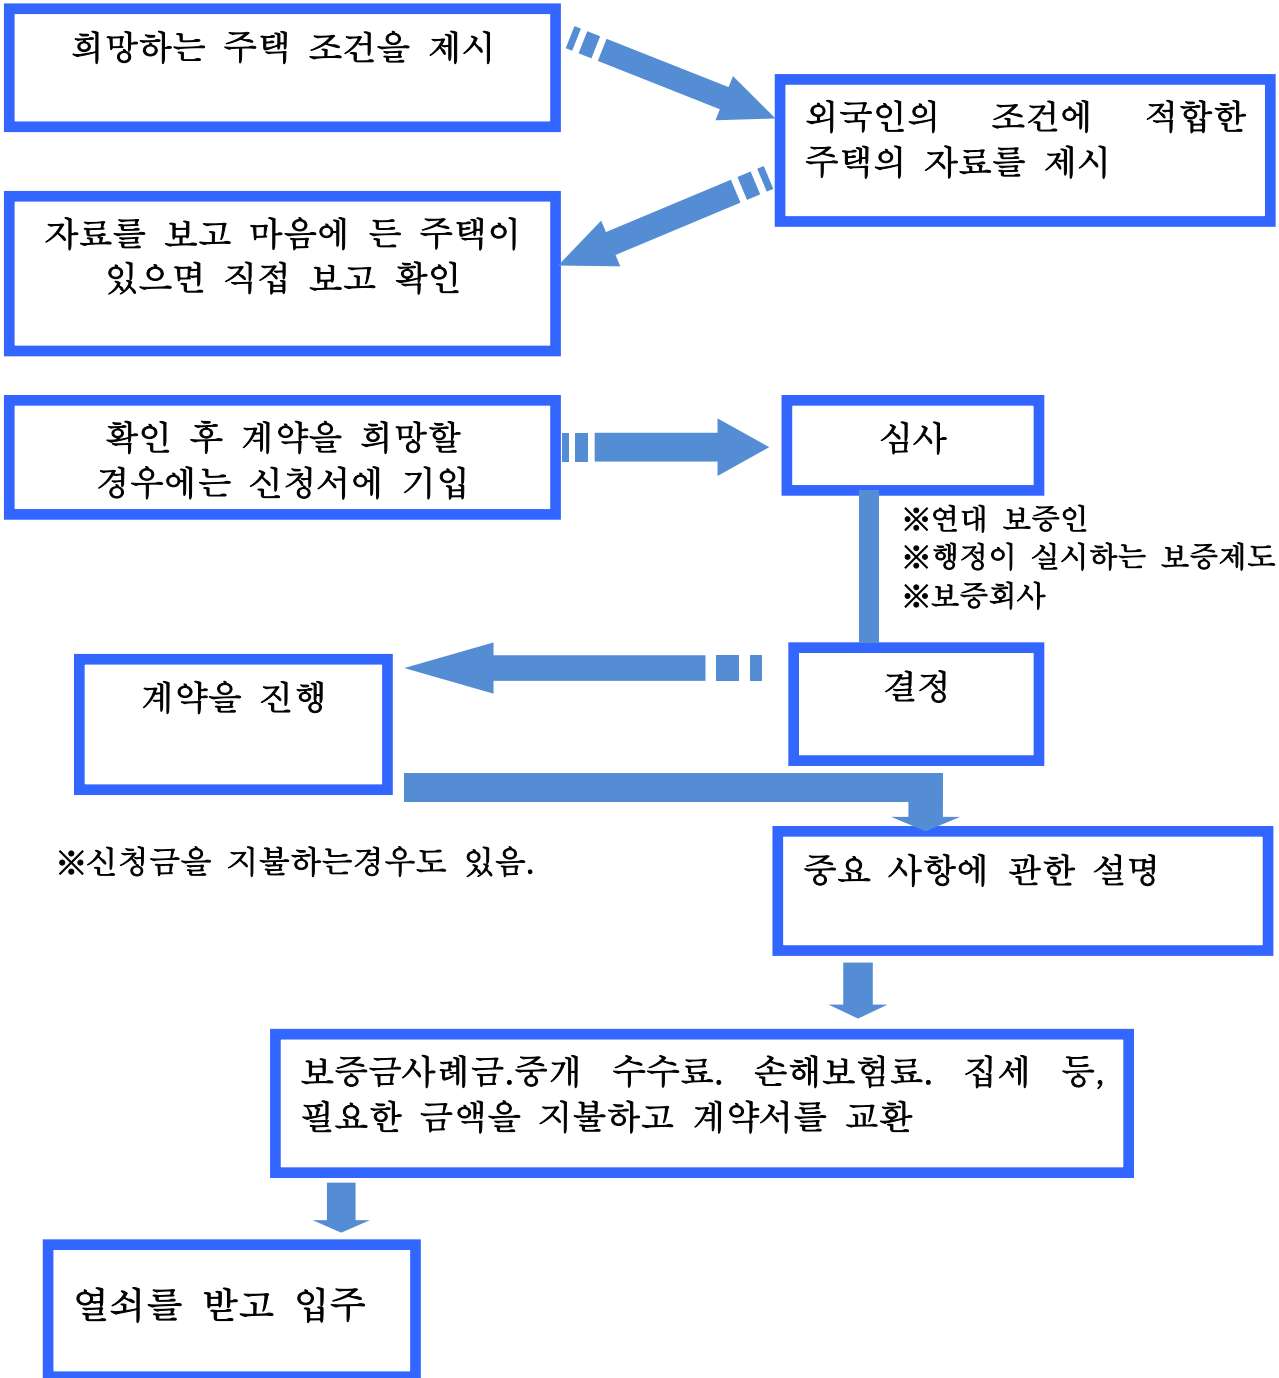 희망하는 주택 조건을 제시
외국인의 조건에 적합한
주택의 자료를 제시
자료를 보고 마음에 든 주택이
있으면 직접 보고 확인
확인 후 계약을 희망할
경우에는 신청서에 기입
심사
※연대 보증인
※행정이 실시하는 보증제도
※보증회사
결정
계약을 진행
※신청금을 지불하는경우도 있음.
중요 사항에 관한 설명
보증금사례금.중개 수수료. 손해보험료. 집세 등,
필요한 금액을 지불하고 계약서를 교환
열쇠를 받고 입주